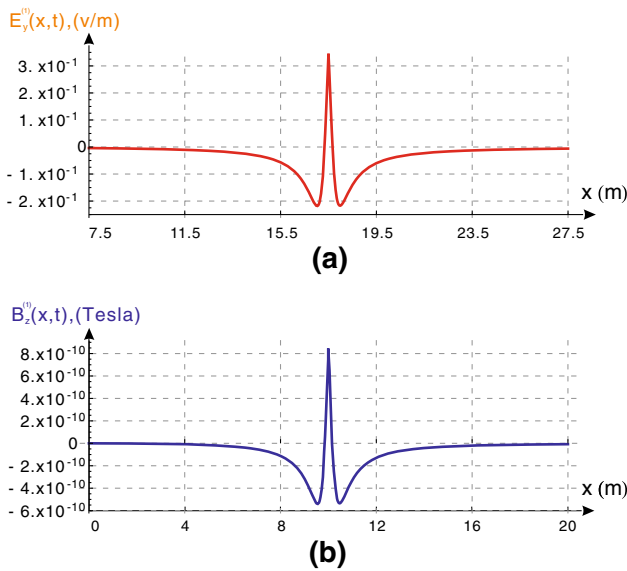 E_y^(1)(x,t),(v/m)
3. x10⁻¹
2. x10⁻¹
1. x10⁻¹
0
- 1. x10⁻¹
- 2. x10⁻¹
x (m)
7.5 11.5 15.5 19.5 23.5 27.5
(a)
B_z^(1)(x,t),(Tesla)
8.x10⁻¹⁰
6.x10⁻¹⁰
4.x10⁻¹⁰
2.x10⁻¹⁰
0
- 2.x10⁻¹⁰
- 4.x10⁻¹⁰
- 6.x10⁻¹⁰
x (m)
0 4 8 12 16 20
(b)